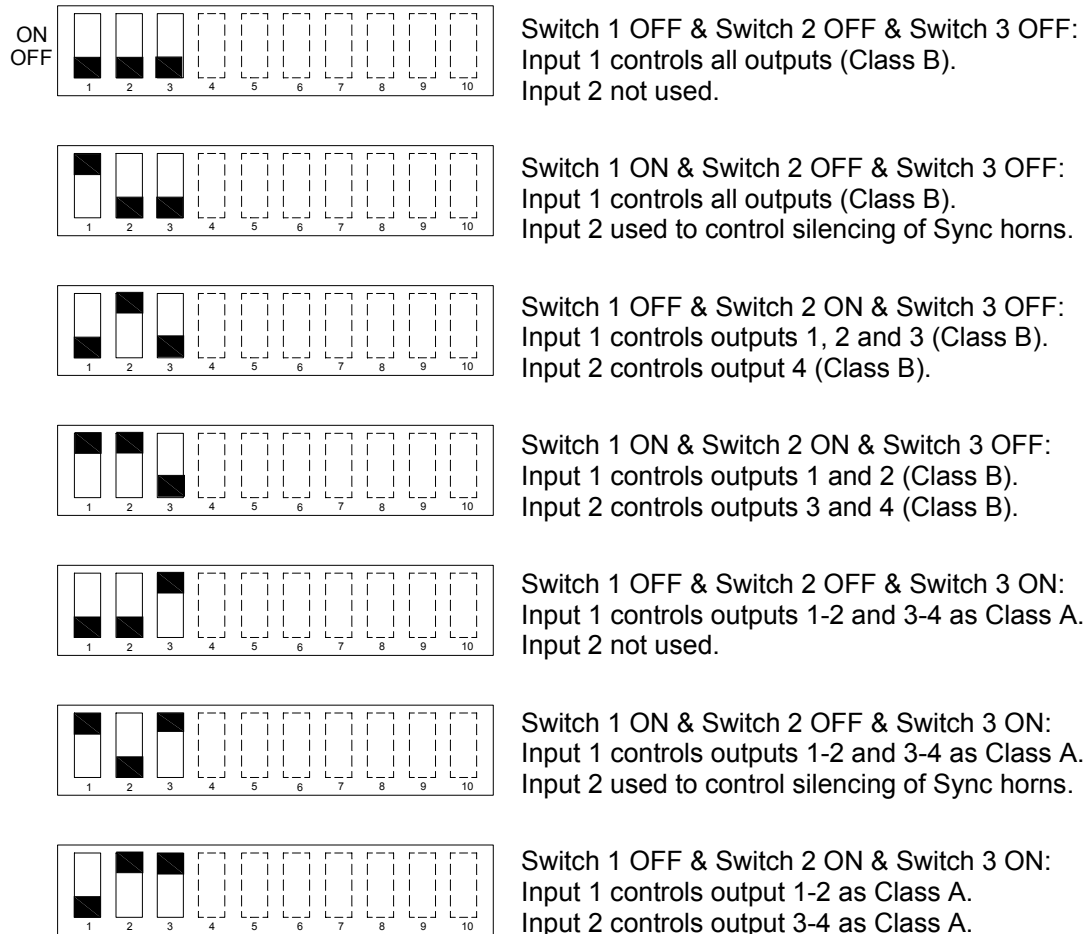 ON
OFF
1 2 3 4 5 6 7 8 9 10
Switch 1 OFF & Switch 2 OFF & Switch 3 OFF:
Input 1 controls all outputs (Class B).
Input 2 not used.
1 2 3 4 5 6 7 8 9 10
Switch 1 ON & Switch 2 OFF & Switch 3 OFF:
Input 1 controls all outputs (Class B).
Input 2 used to control silencing of Sync horns.
1 2 3 4 5 6 7 8 9 10
Switch 1 OFF & Switch 2 ON & Switch 3 OFF:
Input 1 controls outputs 1, 2 and 3 (Class B).
Input 2 controls output 4 (Class B).
1 2 3 4 5 6 7 8 9 10
Switch 1 ON & Switch 2 ON & Switch 3 OFF:
Input 1 controls outputs 1 and 2 (Class B).
Input 2 controls outputs 3 and 4 (Class B).
1 2 3 4 5 6 7 8 9 10
Switch 1 OFF & Switch 2 OFF & Switch 3 ON:
Input 1 controls outputs 1-2 and 3-4 as Class A.
Input 2 not used.
1 2 3 4 5 6 7 8 9 10
Switch 1 ON & Switch 2 OFF & Switch 3 ON:
Input 1 controls outputs 1-2 and 3-4 as Class A.
Input 2 used to control silencing of Sync horns.
1 2 3 4 5 6 7 8 9 10
Switch 1 OFF & Switch 2 ON & Switch 3 ON:
Input 1 controls output 1-2 as Class A.
Input 2 controls output 3-4 as Class A.